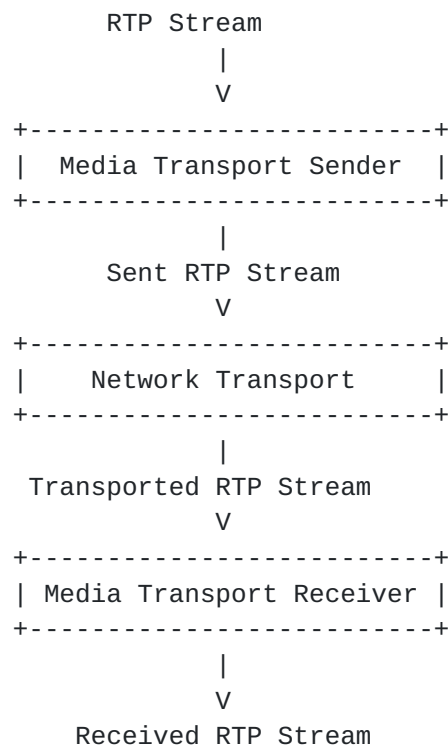 RTP Stream
|
V
+--------------------------+
|  Media Transport Sender  |
+--------------------------+
|
Sent RTP Stream
V
+--------------------------+
|    Network Transport     |
+--------------------------+
|
Transported RTP Stream
V
+--------------------------+
| Media Transport Receiver |
+--------------------------+
|
V
Received RTP Stream